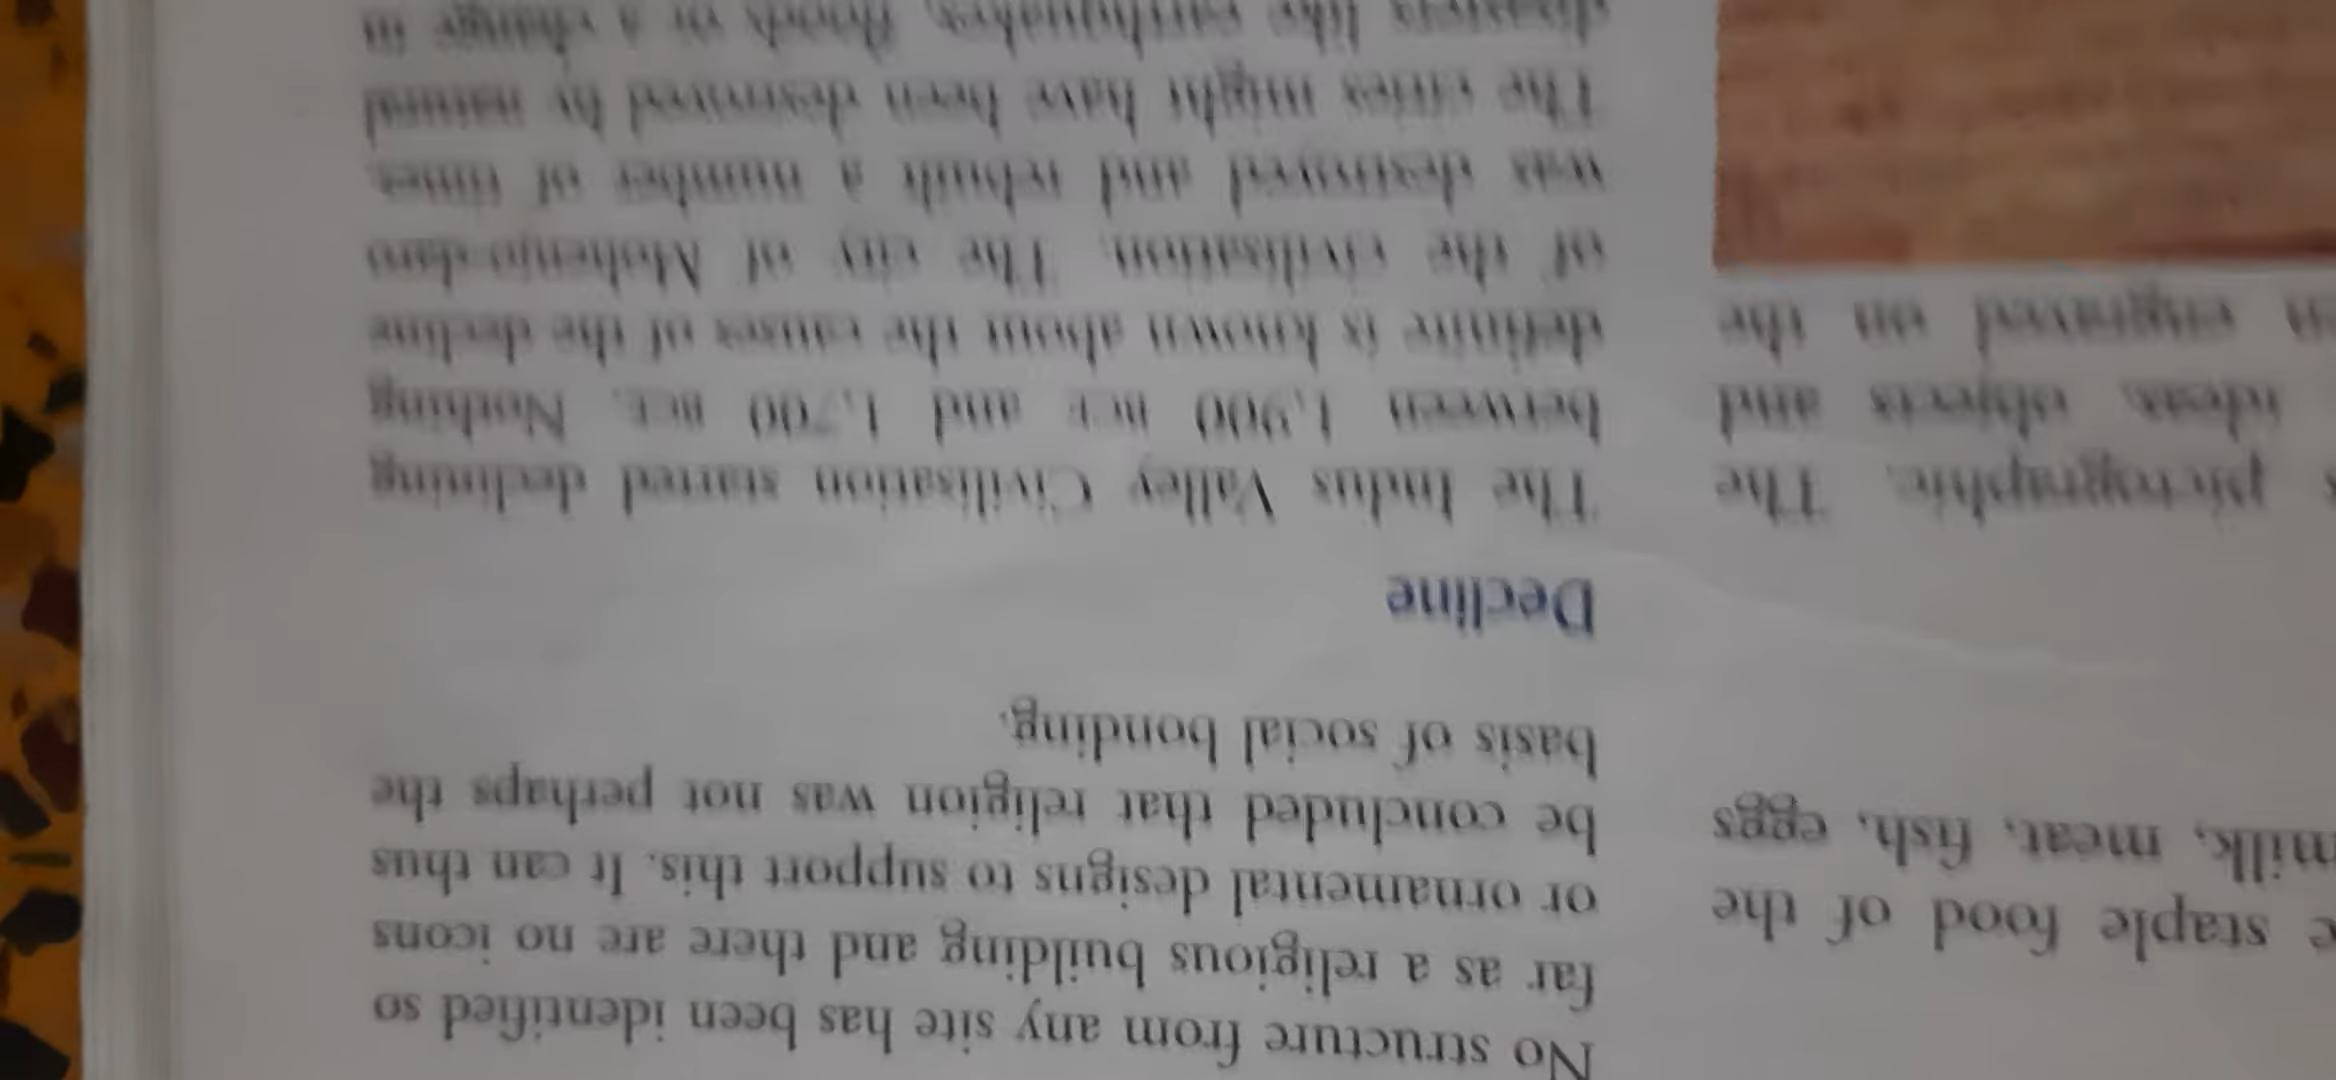 e staple food of the
milk, meat, fish, eggs
pictographic. The
ideas, objects and
engraved on the
No structure from any site has been identified so
far as a religious building and there are no icons
or ornamental designs to support this. It can thus
be concluded that religion was not perhaps the
basis of social bonding.
Decline
The Indus Valley Civilisation started declining
between 1,900 BCE and 1,700 BCE. Nothing
definite is known about the causes of the decline
of the civilisation. The city of Mohenjo-daro
was destroyed and rebuilt a number of times.
The cities might have been destroyed by natural
disasters like earthquakes, floods or a change in